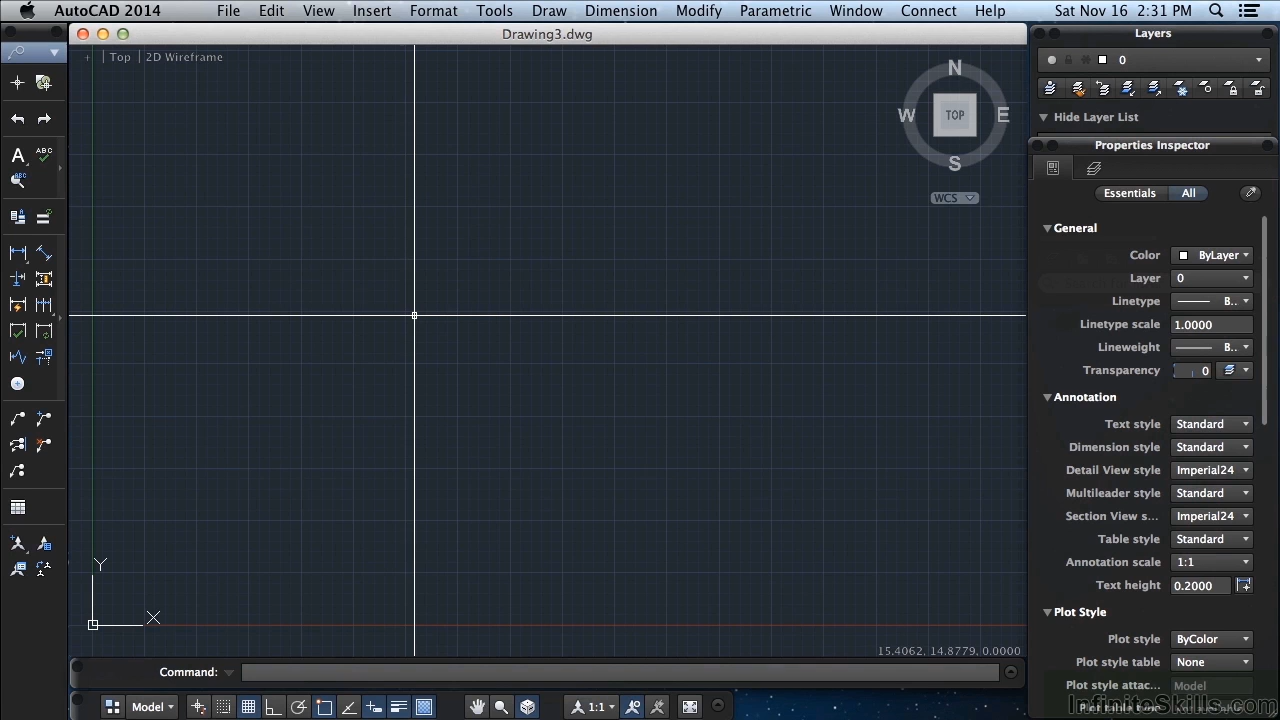 AutoCAD 2014 File Edit View Insert Format Tools Draw Dimension Modify Parametric Window Connect Help Sat Nov 16 2:31 PM
Drawing3.dwg
Layers
+ | Top | 2D Wireframe
0
Hide Layer List
N
W TOP E
S
WCS
Properties Inspector
Essentials All
General
Color ByLayer
Layer 0
Linetype B..
Linetype scale 1.0000
Lineweight B..
Transparency 0
Annotation
Text style Standard
Dimension style Standard
Detail View style Imperial24
Multileader style Standard
Section View s... Imperial24
Table style Standard
Annotation scale 1:1
Text height 0.2000
Plot Style
Plot style ByColor
Plot style table None
Plot style attac... Model
Plot table type
A ABC
Y
X
15.4062, 14.8779, 0.0000
Command:
Model 1:1
InfiniteSkills.com